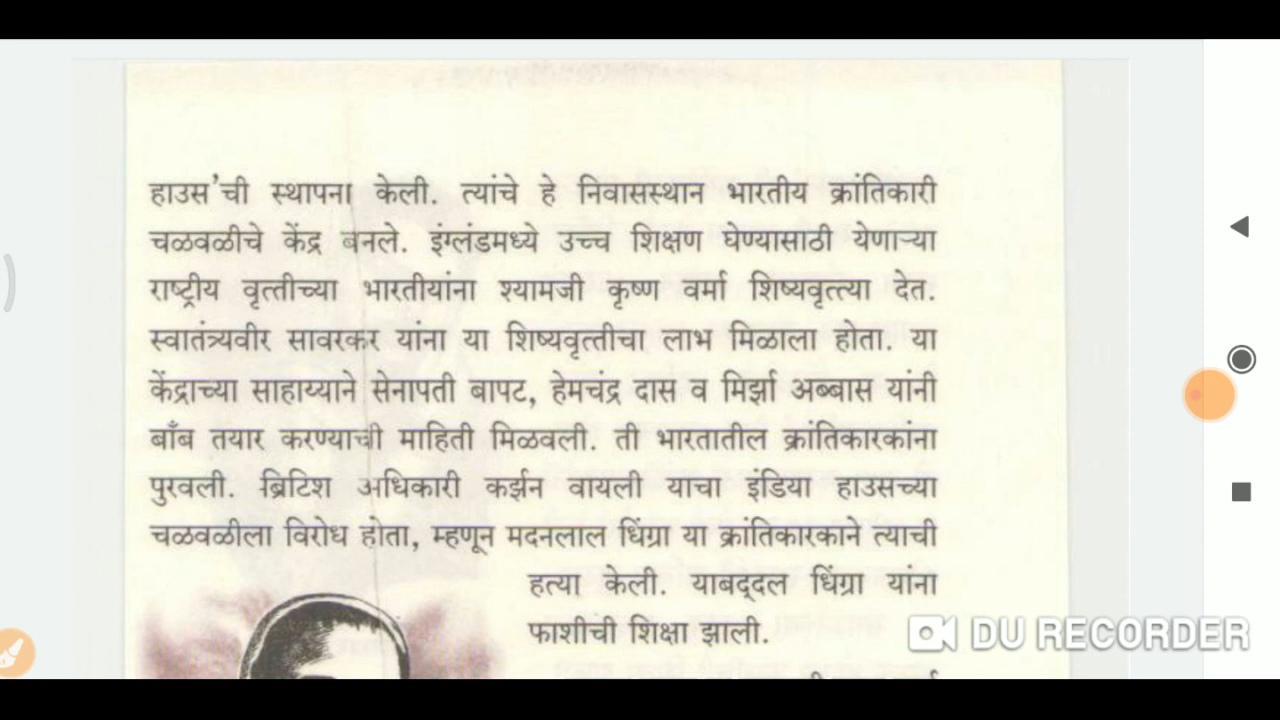 हाउस’ची स्थापना केली. त्यांचे हे निवासस्थान भारतीय क्रांतिकारी
चळवळीचे केंद्र बनले. इंग्लंडमध्ये उच्च शिक्षण घेण्यासाठी येणाऱ्या
राष्ट्रीय वृत्तीच्या भारतीयांना श्यामजी कृष्ण वर्मा शिष्यवृत्त्या देत.
स्वातंत्र्यवीर सावरकर यांना या शिष्यवृत्तीचा लाभ मिळाला होता. या
केंद्राच्या साहाय्याने सेनापती बापट, हेमचंद्र दास व मिर्झा अब्बास यांनी
बाँब तयार करण्याची माहिती मिळवली. ती भारतातील क्रांतिकारकांना
पुरवली. ब्रिटिश अधिकारी कर्झन वायली याचा इंडिया हाउसच्या
चळवळीला विरोध होता, म्हणून मदनलाल धिंग्रा या क्रांतिकारकाने त्याची
हत्या केली. याबद्दल धिंग्रा यांना
फाशीची शिक्षा झाली.
DU RECORDER